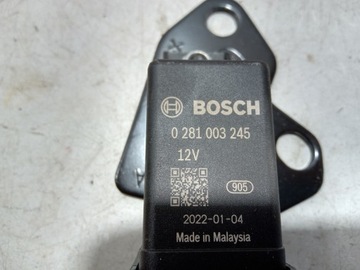 BOSCH
0 281 003 245
12V
905
2022-01-04
Made in Malaysia